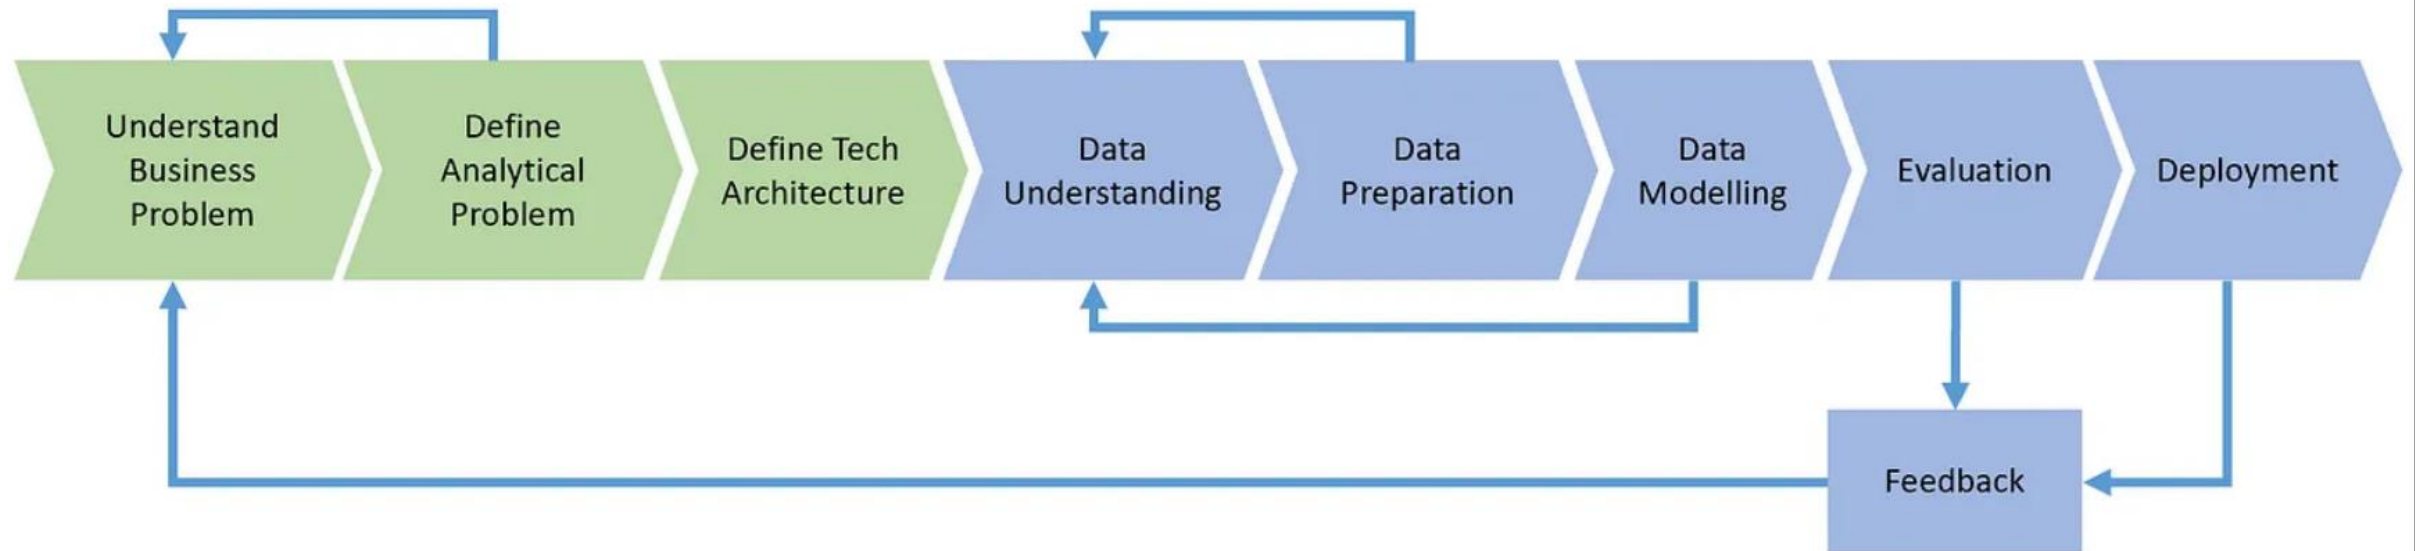 Understand
Business
Problem
Define
Analytical
Problem
Define Tech
Architecture
Data
Understanding
Data
Preparation
Data
Modelling
Evaluation
Deployment
Feedback